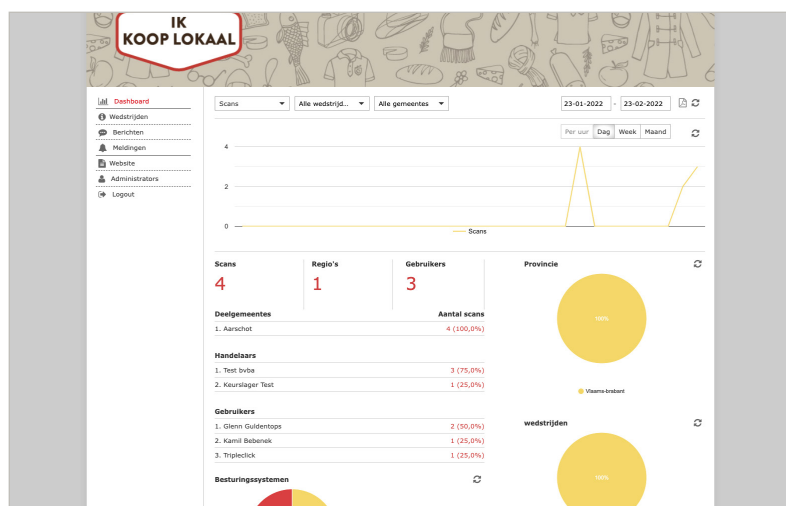 IK
KOOP LOKAAL
Dashboard
Wedstrijden
Berichten
Meldingen
Website
Administrators
Logout
Scans Alle wedstrijd... Alle gemeentes 23-01-2022 - 23-02-2022
Per uur Dag Week Maand
4
2
0
Scans
Scans Regio's Gebruikers
4 1 3
Deelgemeentes Aantal scans
1. Aarschot 4 (100,0%)
Handelaars
1. Test bvba 3 (75,0%)
2. Keurslager Test 1 (25,0%)
Gebruikers
1. Glenn Guldentops 2 (50,0%)
2. Kamil Bebenek 1 (25,0%)
3. Tripleclick 1 (25,0%)
Besturingssystemen
Provincie
100%
Vlaams-brabant
wedstrijden
100%